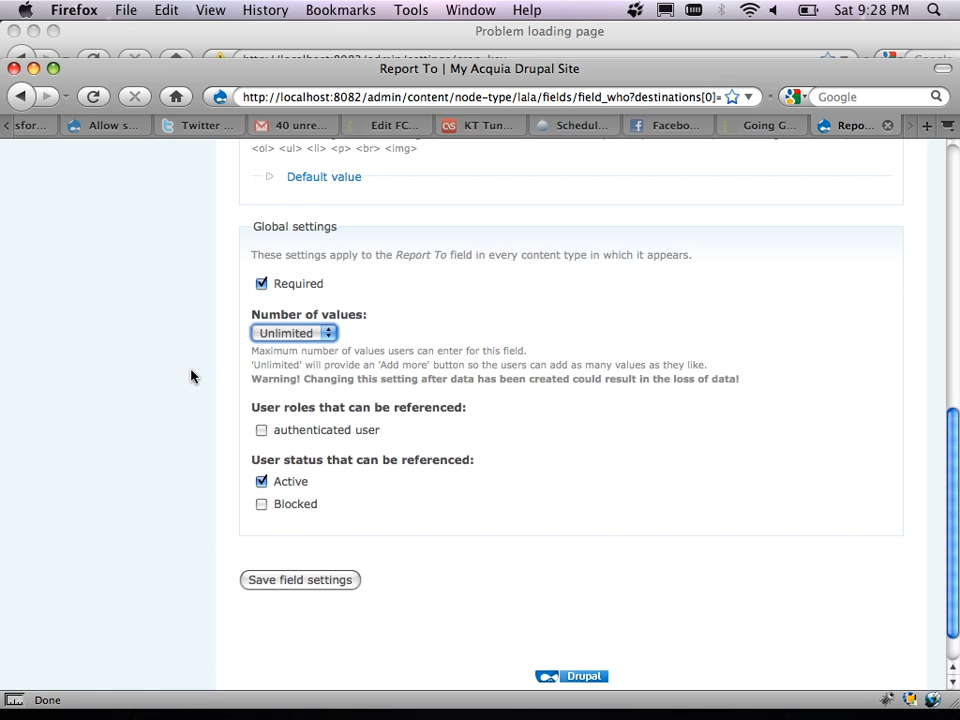 Firefox File Edit View History Bookmarks Tools Window Help Sat 9:28 PM
Problem loading page
Report To | My Acquia Drupal Site
http://localhost:8082/admin/content/node-type/lala/fields/field_who?destinations[0]= Google
sfor... Allow s... Twitter ... 40 unre... Edit FC... KT Tun... Schedul... Facebo... Going G... Repo...
<ol> <ul> <li> <p> <br> <img>
Default value
Global settings
These settings apply to the Report To field in every content type in which it appears.
Required
Number of values:
Unlimited
Maximum number of values users can enter for this field.
'Unlimited' will provide an 'Add more' button so the users can add as many values as they like.
Warning! Changing this setting after data has been created could result in the loss of data!
User roles that can be referenced:
authenticated user
User status that can be referenced:
Active
Blocked
Save field settings
Drupal
Done